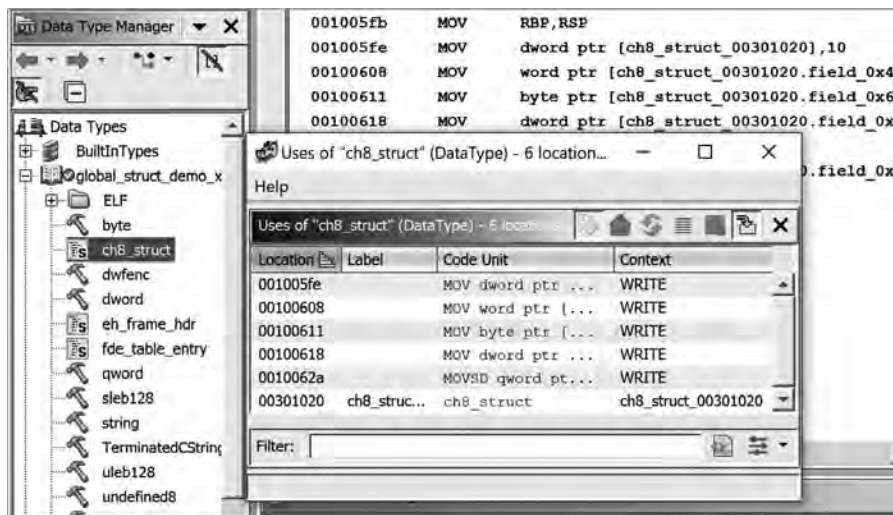 Data Type Manager
Data Types
BuiltInTypes
global_struct_demo_x
ELF
byte
ch8_struct
dwfenc
dword
eh_frame_hdr
fde_table_entry
qword
sleb128
string
TerminatedCString
uleb128
undefined8
001005fb MOV RBP,RSP
001005fe MOV dword ptr [ch8_struct_00301020],10
00100608 MOV word ptr [ch8_struct_00301020.field_0x4
00100611 MOV byte ptr [ch8_struct_00301020.field_0x6
00100618 MOV dword ptr [ch8_struct_00301020.field_0x
0.field_0x
Uses of "ch8_struct" (DataType) - 6 location...
Help
Uses of "ch8_struct" (DataType) - 6 locations
Location Label Code Unit Context
001005fe MOV dword ptr ... WRITE
00100608 MOV word ptr [... WRITE
00100611 MOV byte ptr [... WRITE
00100618 MOV dword ptr ... WRITE
0010062a MOVSD qword pt... WRITE
00301020 ch8_struc... ch8_struct ch8_struct_00301020
Filter: